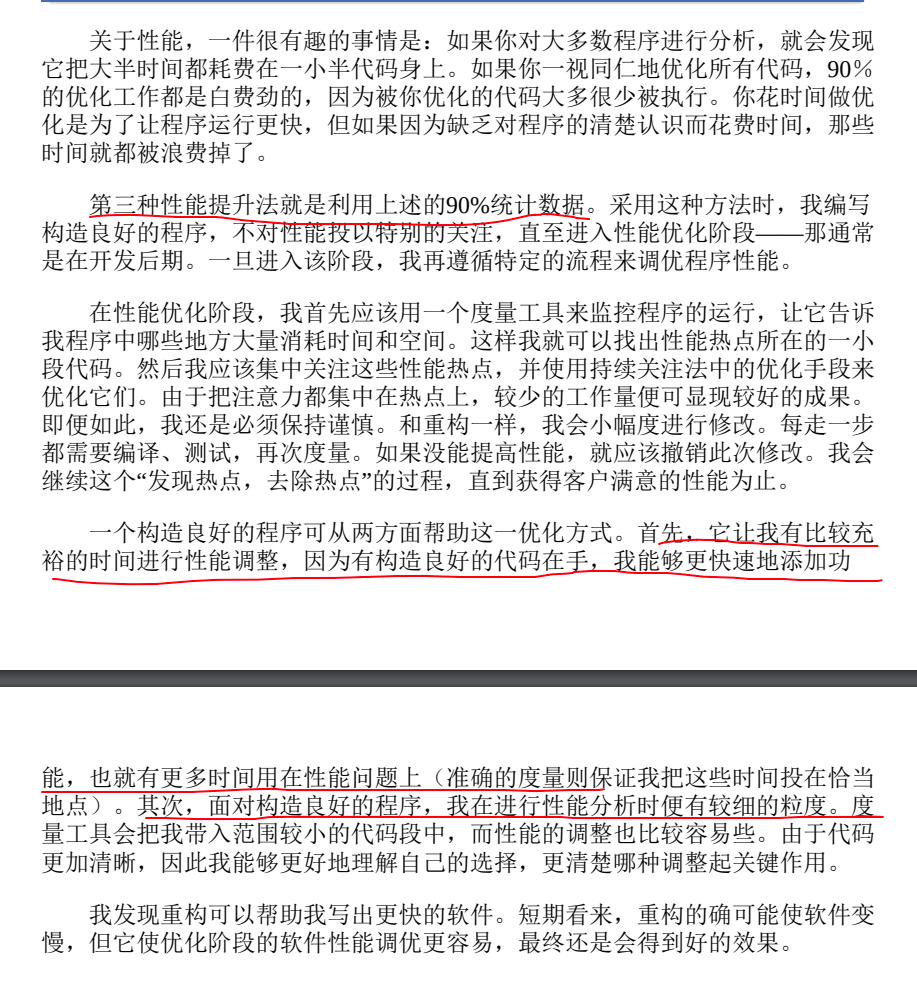 关于性能，一件很有趣的事情是：如果你对大多数程序进行分析，就会发现
它把大半时间都耗费在一小半代码身上。如果你一视同仁地优化所有代码，90%
的优化工作都是白费劲的，因为被你优化的代码大多很少被执行。你花时间做优
化是为了让程序运行更快，但如果因为缺乏对程序的清楚认识而花费时间，那些
时间就都被浪费掉了。
第三种性能提升法就是利用上述的90%统计数据。采用这种方法时，我编写
构造良好的程序，不对性能投以特别的关注，直至进入性能优化阶段——那通常
是在开发后期。一旦进入该阶段，我再遵循特定的流程来调优程序性能。
在性能优化阶段，我首先应该用一个度量工具来监控程序的运行，让它告诉
我程序中哪些地方大量消耗时间和空间。这样我就可以找出性能热点所在的一小
段代码。然后我应该集中关注这些性能热点，并使用持续关注法中的优化手段来
优化它们。由于把注意力都集中在热点上，较少的工作量便可显现较好的成果。
即便如此，我还是必须保持谨慎。和重构一样，我会小幅度进行修改。每走一步
都需要编译、测试，再次度量。如果没能提高性能，就应该撤销此次修改。我会
继续这个“发现热点，去除热点”的过程，直到获得客户满意的性能为止。
一个构造良好的程序可从两方面帮助这一优化方式。首先，它让我有比较充
裕的时间进行性能调整，因为有构造良好的代码在手，我能够更快速地添加功
能，也就有更多时间用在性能问题上（准确的度量则保证我把这些时间投在恰当
地点）。其次，面对构造良好的程序，我在进行性能分析时便有较细的粒度。度
量工具会把我带入范围较小的代码段中，而性能的调整也比较容易些。由于代码
更加清晰，因此我能够更好地理解自己的选择，更清楚哪种调整起关键作用。
我发现重构可以帮助我写出更快的软件。短期看来，重构的确可能使软件变
慢，但它使优化阶段的软件性能调优更容易，最终还是会得到好的效果。